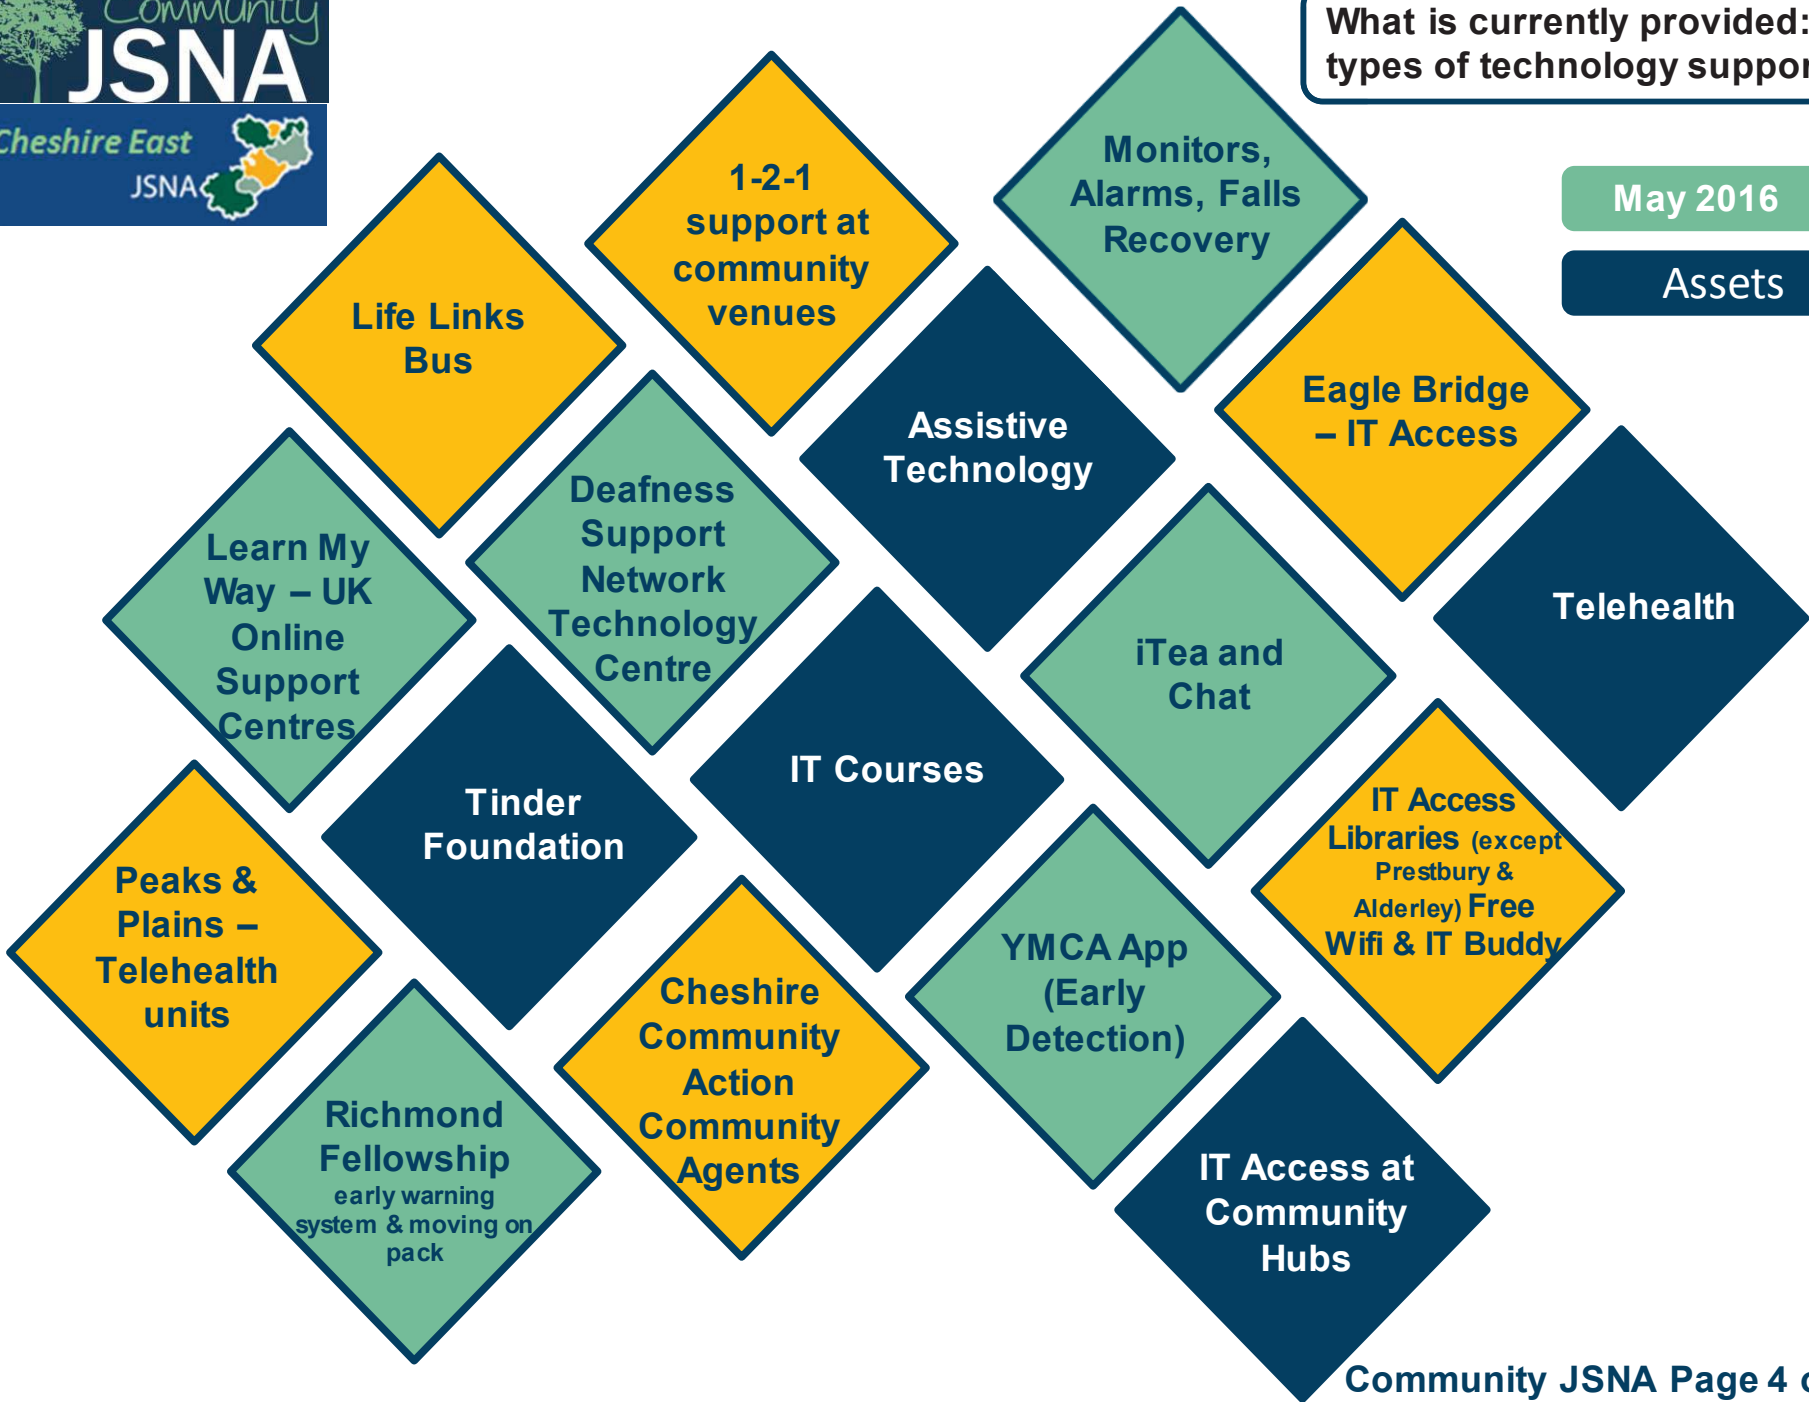 Community
JSNA
Cheshire East
JSNA
What is currently provided:
types of technology suppor
May 2016
Assets
Monitors,
Alarms, Falls
Recovery
1-2-1
support at
community
venues
Life Links
Bus
Eagle Bridge
– IT Access
Assistive
Technology
Deafness
Support
Network
Technology
Centre
Learn My
Way – UK
Online
Support
Centres
Telehealth
iTea and
Chat
IT Courses
Tinder
Foundation
IT Access
Libraries (except
Prestbury &
Alderley) Free
Wifi & IT Buddy
Peaks &
Plains –
Telehealth
units
YMCA App
(Early
Detection)
Cheshire
Community
Action
Community
Agents
Richmond
Fellowship
early warning
system & moving on
pack
IT Access at
Community
Hubs
Community JSNA Page 4 o